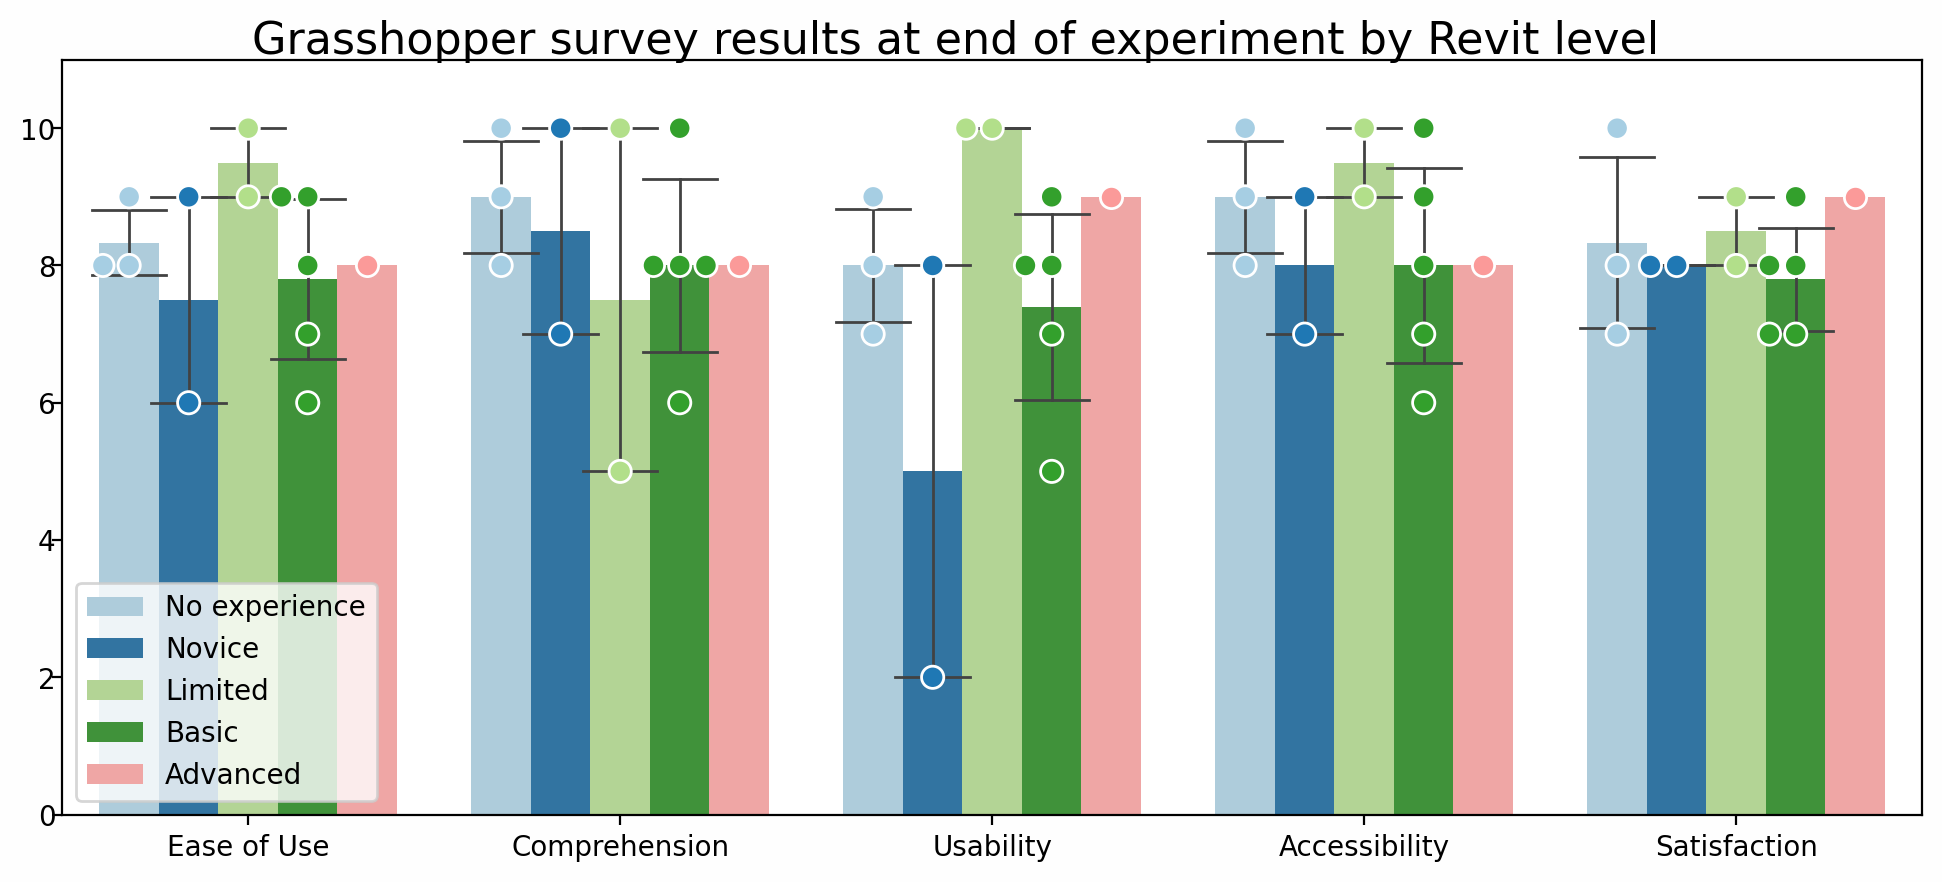 Grasshopper survey results at end of experiment by Revit level
10
8
6
4
2
0
No experience
Novice
Limited
Basic
Advanced
Ease of Use
Comprehension
Usability
Accessibility
Satisfaction